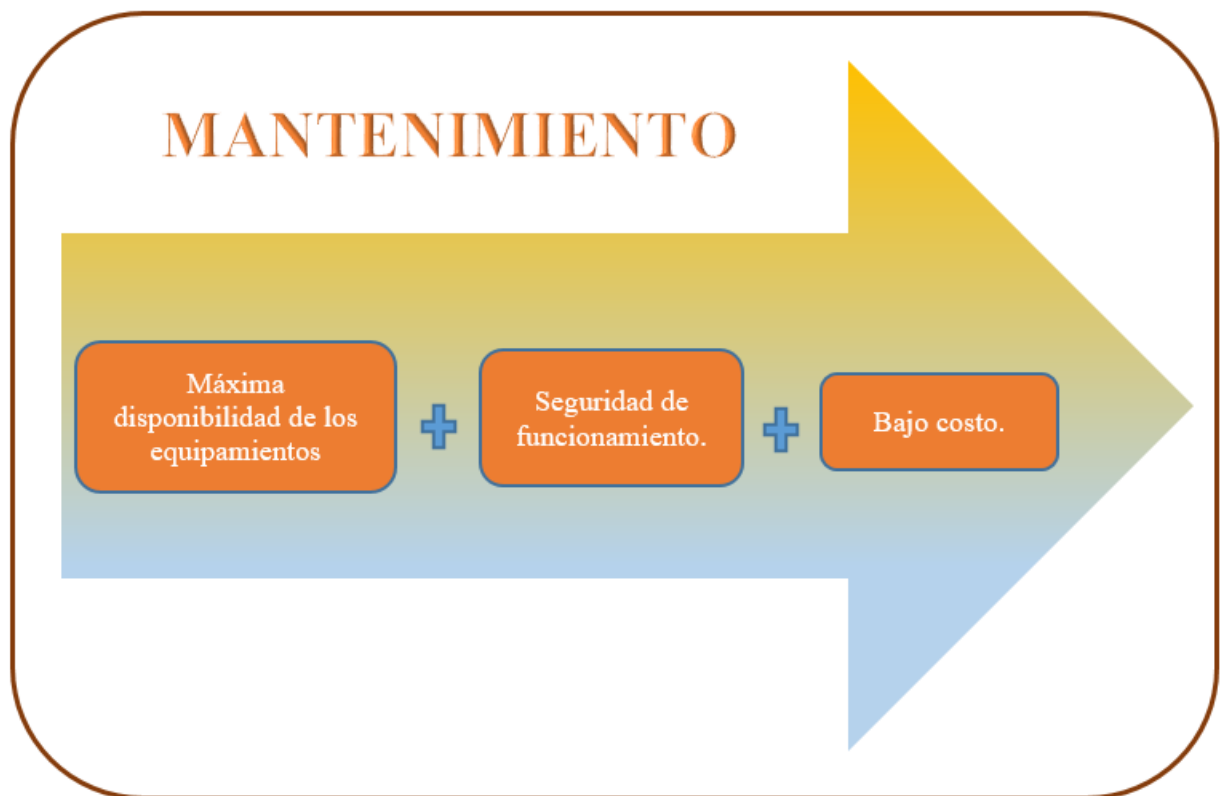 MANTENIMIENTO
Máxima
disponibilidad de los
equipamientos
Seguridad de
funcionamiento.
Bajo costo.